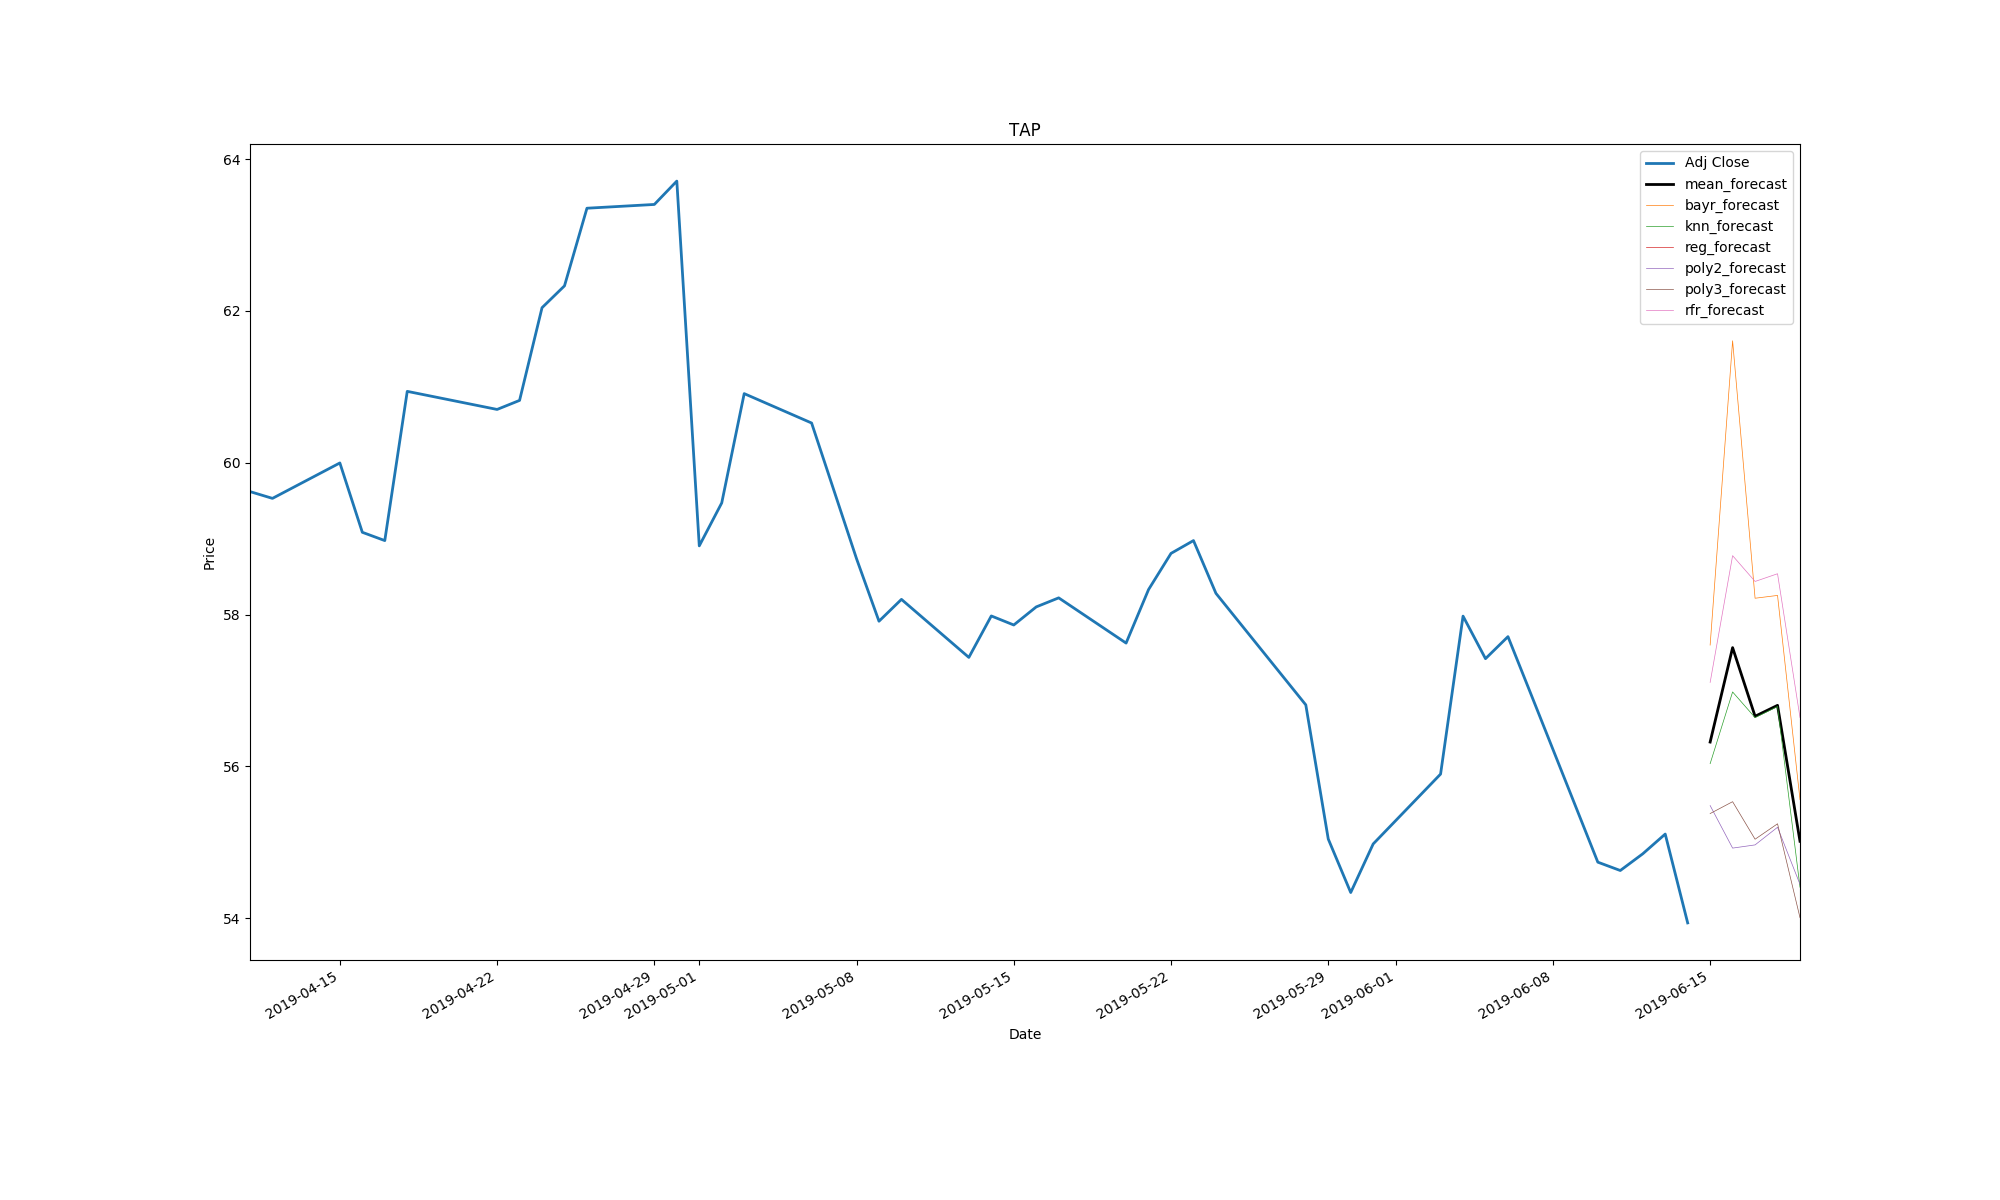 TAP
64
62
60
58
56
54
Price
Adj Close
mean_forecast
bayr_forecast
knn_forecast
reg_forecast
poly2_forecast
poly3_forecast
rfr_forecast
2019-04-15
2019-04-22
2019-04-29
2019-05-01
2019-05-08
2019-05-15
2019-05-22
2019-05-29
2019-06-01
2019-06-08
2019-06-15
Date